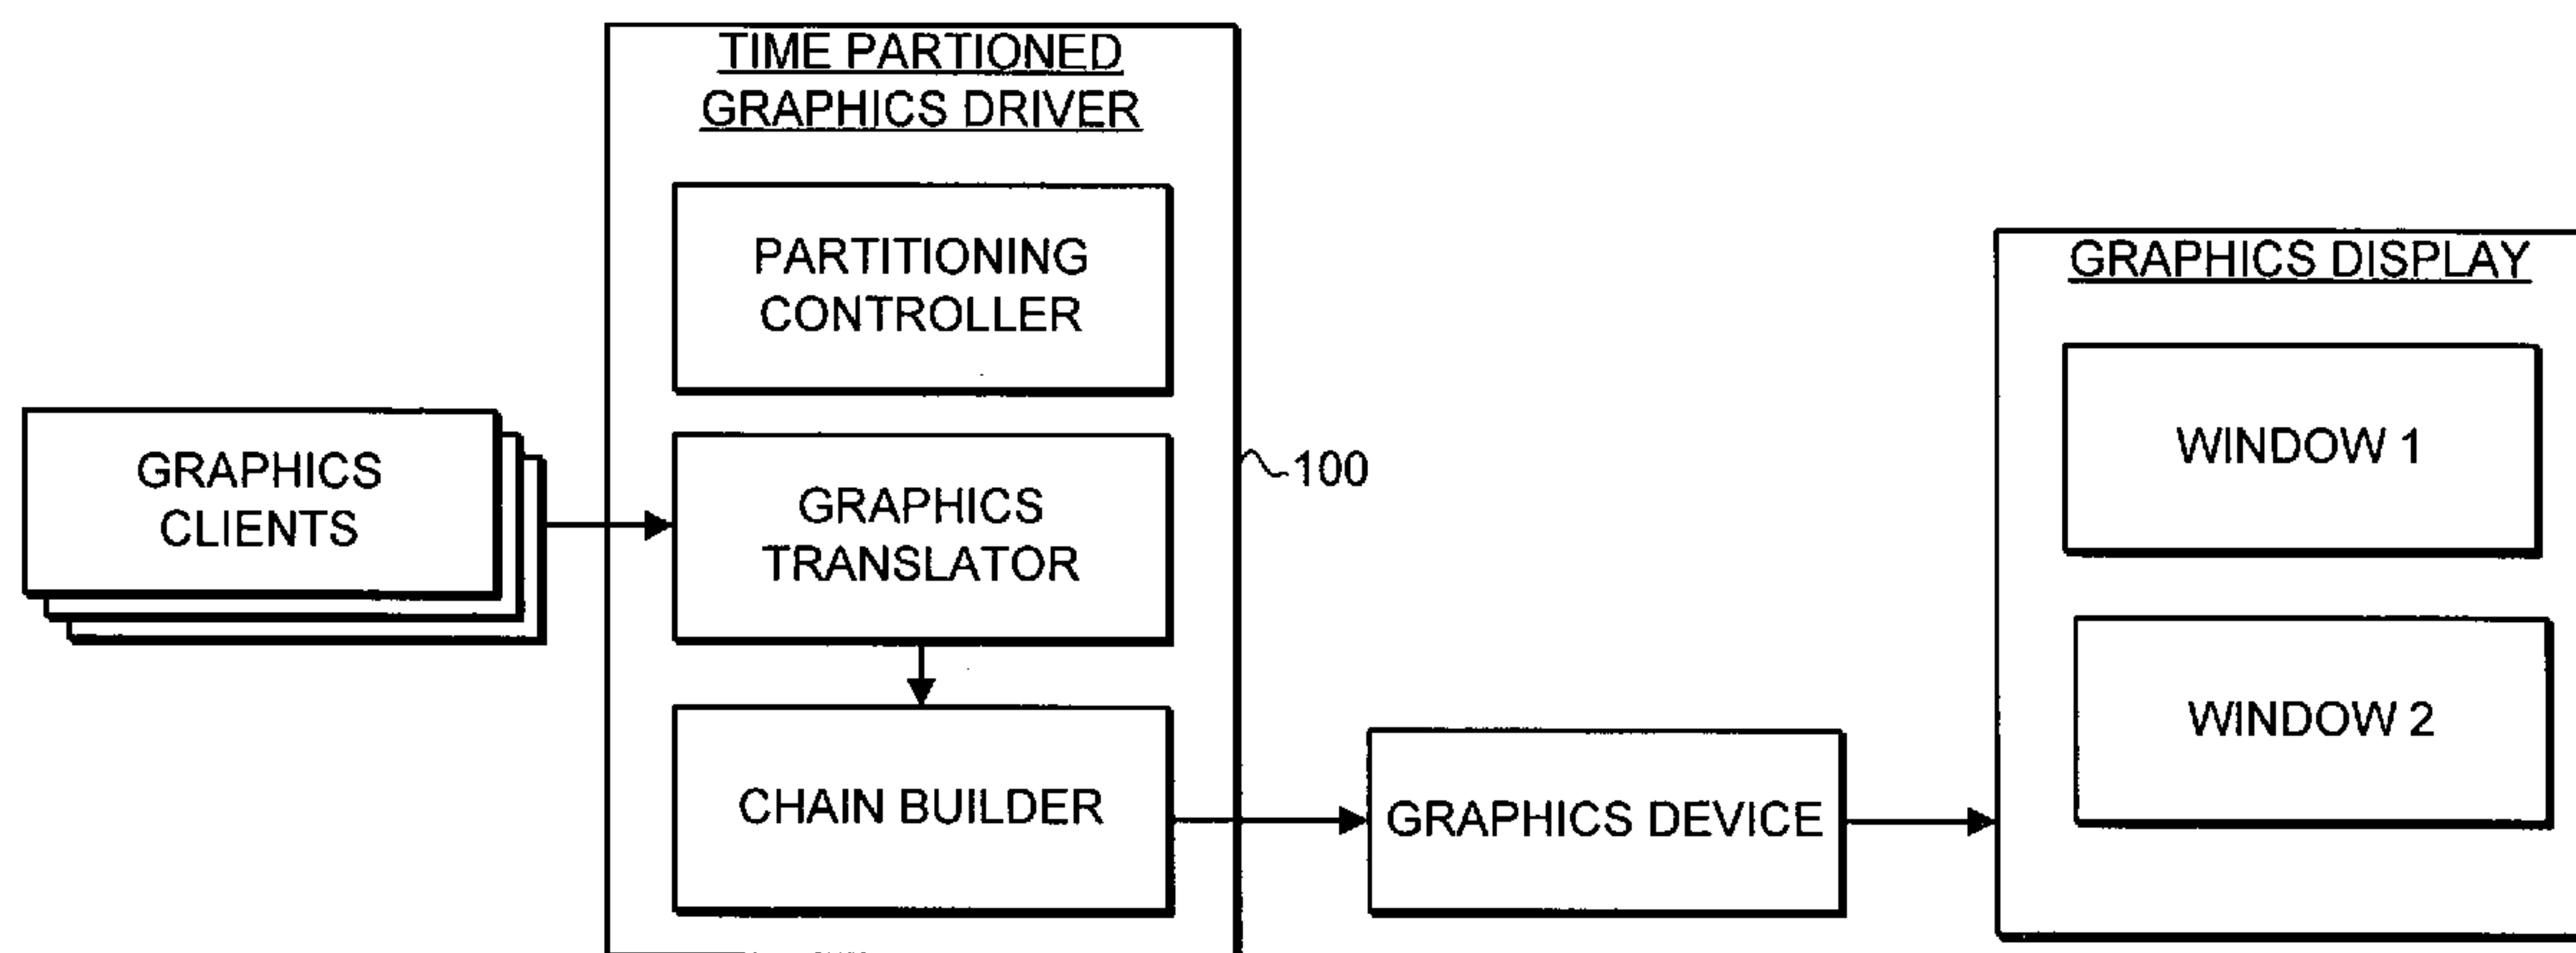 TIME PARTIONED
GRAPHICS DRIVER
PARTITIONING
CONTROLLER
GRAPHICS
CLIENTS
GRAPHICS
TRANSLATOR
CHAIN BUILDER
100
GRAPHICS DEVICE
GRAPHICS DISPLAY
WINDOW 1
WINDOW 2